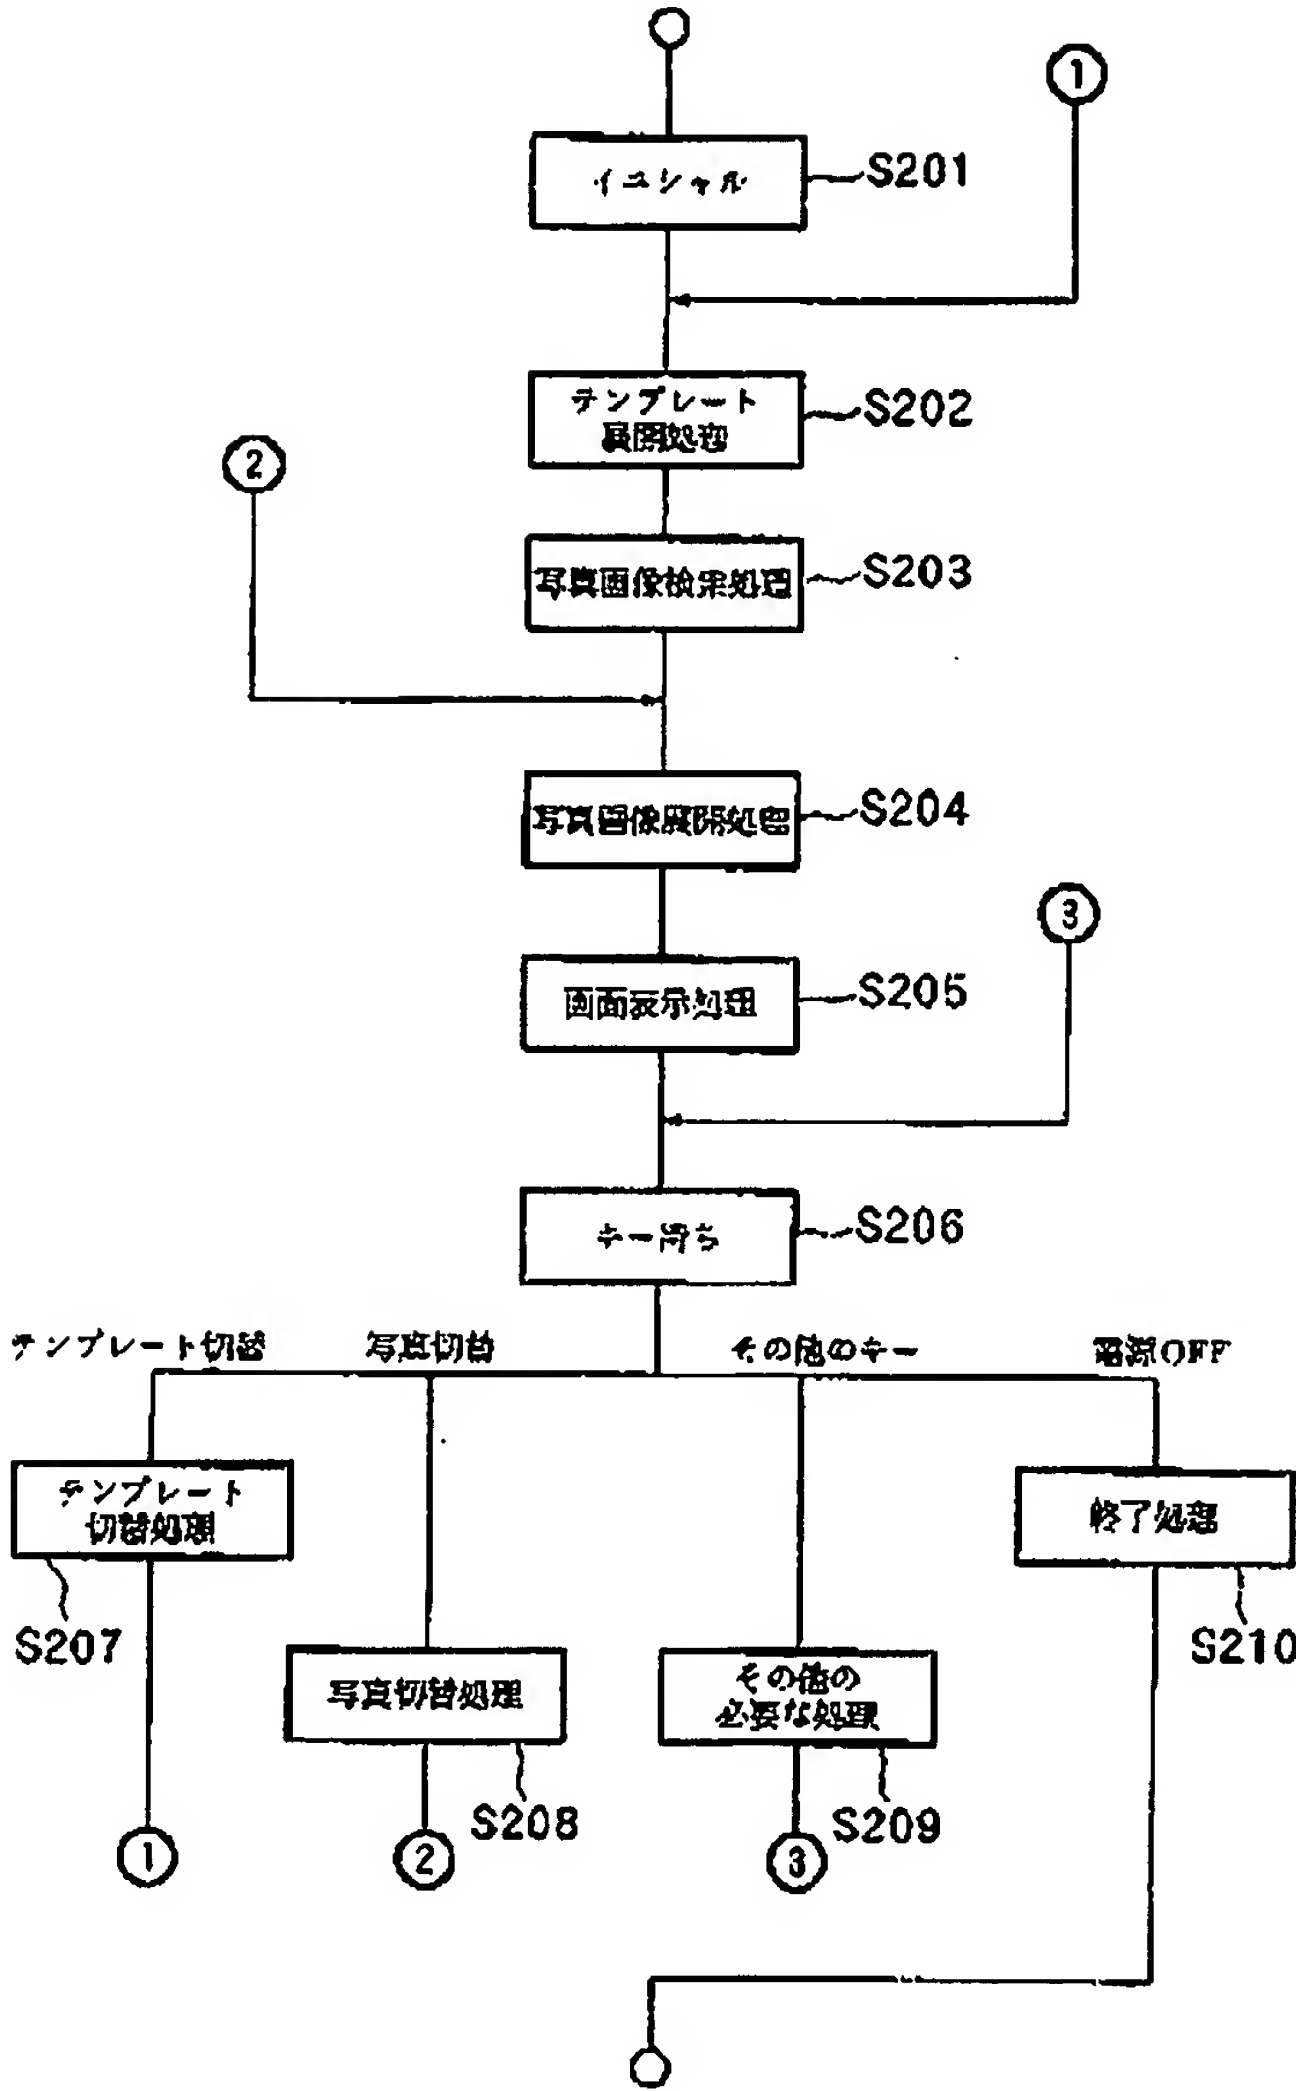 ①
イニシャル
S201
テンプレート
展開処理
S202
②
写真画像検索処理
S203
写真画像展開処理
S204
③
画面表示処理
S205
キー待ち
S206
テンプレート切替
写真切替
その他のキー
電源OFF
テンプレート
切替処理
終了処理
S207
S210
写真切替処理
その他の
必要な処理
S208
S209
①
②
③